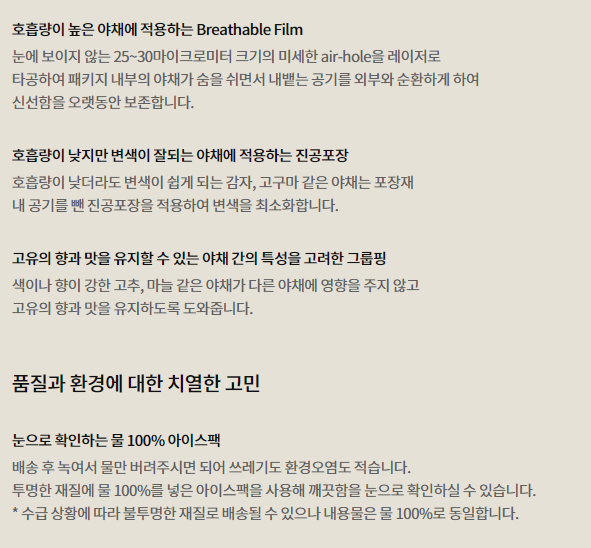 호흡량이 높은 야채에 적용하는 Breathable Film
눈에 보이지 않는 25~30마이크로미터 크기의 미세한 air-hole을 레이저로
타공하여 패키지 내부의 야채가 숨을 쉬면서 내뱉는 공기를 외부와 순환하게 하여
신선함을 오랫동안 보존합니다.
호흡량이 낮지만 변색이 잘되는 야채에 적용하는 진공포장
호흡량이 낮더라도 변색이 쉽게 되는 감자, 고구마 같은 야채는 포장재
내 공기를 뺀 진공포장을 적용하여 변색을 최소화합니다.
고유의 향과 맛을 유지할 수 있는 야채 간의 특성을 고려한 그룹핑
색이나 향이 강한 고추, 마늘 같은 야채가 다른 야채에 영향을 주지 않고
고유의 향과 맛을 유지하도록 도와줍니다.
품질과 환경에 대한 치열한 고민
눈으로 확인하는 물 100% 아이스팩
배송 후 녹여서 물만 버려주시면 되어 쓰레기도 환경오염도 적습니다.
투명한 재질에 물 100%를 넣은 아이스팩을 사용해 깨끗함을 눈으로 확인하실 수 있습니다.
* 수급 상황에 따라 불투명한 재질로 배송될 수 있으나 내용물은 물 100%로 동일합니다.